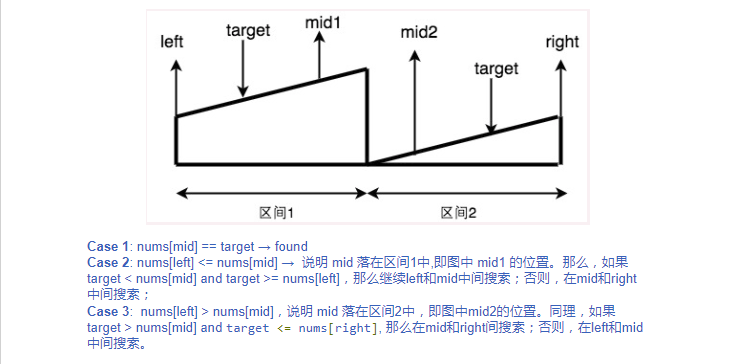 mid1
target
mid2
left
right
target
区间1
区间2
Case 1: nums[mid] == target → found
Case 2: nums[left] <= nums[mid] → 说明 mid 落在区间1中,即图中 mid1 的位置。那么，如果
target < nums[mid] and target >= nums[left]，那么继续left和mid中间搜索；否则，在mid和right
中间搜索；
Case 3: nums[left] > nums[mid]，说明 mid 落在区间2中，即图中mid2的位置。同理，如果
target > nums[mid] and target <= nums[right], 那么在mid和right间搜索；否则，在left和mid
中间搜索。